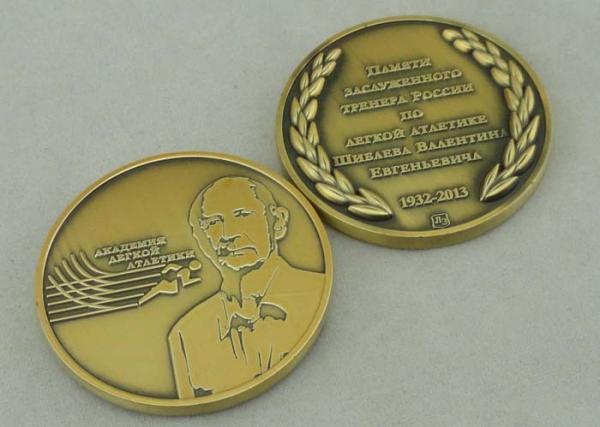 АКАДЕМИЯ
ЛЕГКОЙ
АТЛЕТИКИ
ПАМЯТИ
ЗАСЛУЖЕННОГО
ТРЕНЕРА РОССИИ
ПО
ЛЕГКОЙ АТЛЕТИКЕ
ШИБАЕВА ВАЛЕНТИНА
ЕВГЕНЬЕВИЧА
1932-2013